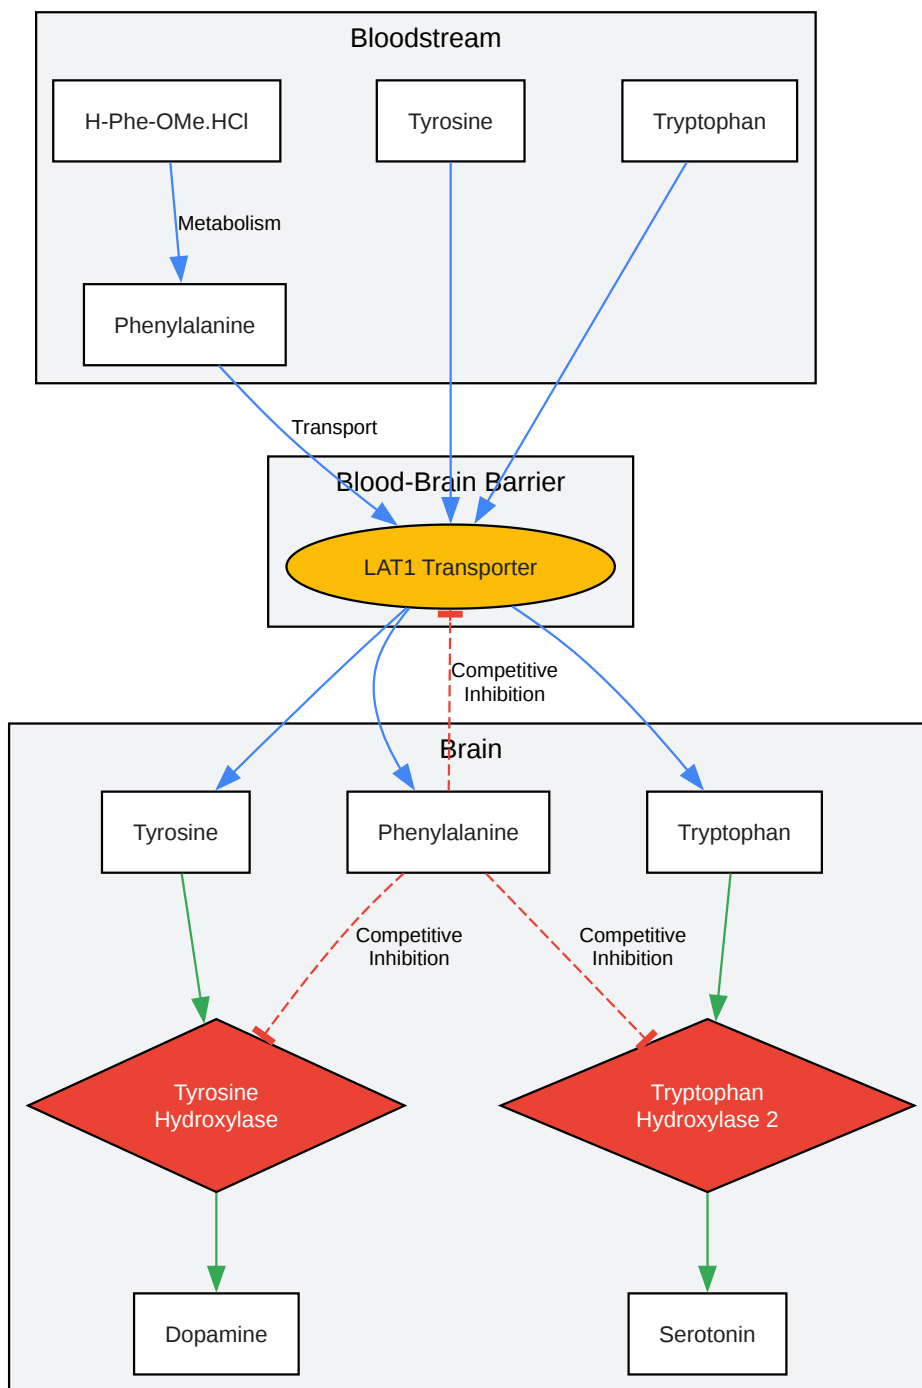 Bloodstream
H-Phe-OMe.HCl
Tyrosine
Tryptophan
Metabolism
Phenylalanine
Transport
Blood-Brain Barrier
LAT1 Transporter
Competitive
Inhibition
Brain
Tyrosine
Phenylalanine
Tryptophan
Competitive
Inhibition
Competitive
Inhibition
Tyrosine
Hydroxylase
Tryptophan
Hydroxylase 2
Dopamine
Serotonin